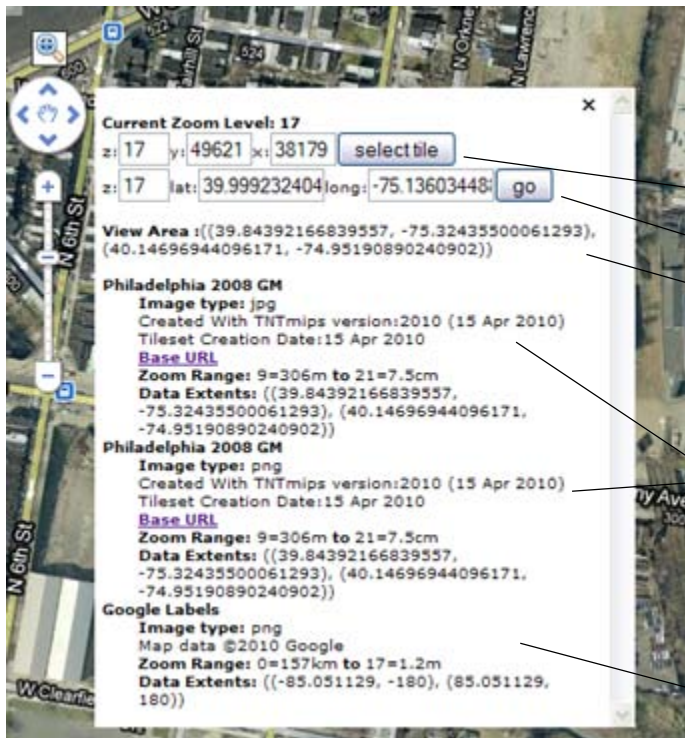 522
524
N Orkne
N Lawrenc
N 6th St
Current Zoom Level: 17
z: 17 y: 49621 x: 38179 select tile
z: 17 lat: 39.999232404 long: -75.13603448 go
View Area :((39.84392166839557, -75.32435500061293),
(40.14696944096171, -74.95190890240902))
Philadelphia 2008 GM
Image type: jpg
Created With TNTmips version:2010 (15 Apr 2010)
Tileset Creation Date:15 Apr 2010
Base URL
Zoom Range: 9=306m to 21=7.5cm
Data Extents: ((39.84392166839557,
-75.32435500061293), (40.14696944096171,
-74.95190890240902))
Philadelphia 2008 GM
Image type: png
Created With TNTmips version:2010 (15 Apr 2010)
Tileset Creation Date:15 Apr 2010
Base URL
Zoom Range: 9=306m to 21=7.5cm
Data Extents: ((39.84392166839557,
-75.32435500061293), (40.14696944096171,
-74.95190890240902))
Google Labels
Image type: png
Map data ©2010 Google
Zoom Range: 0=157km to 17=1.2m
Data Extents: ((-85.051129, -180), (85.051129,
180))
ny Ave
300
N 6th St
W Clearfie